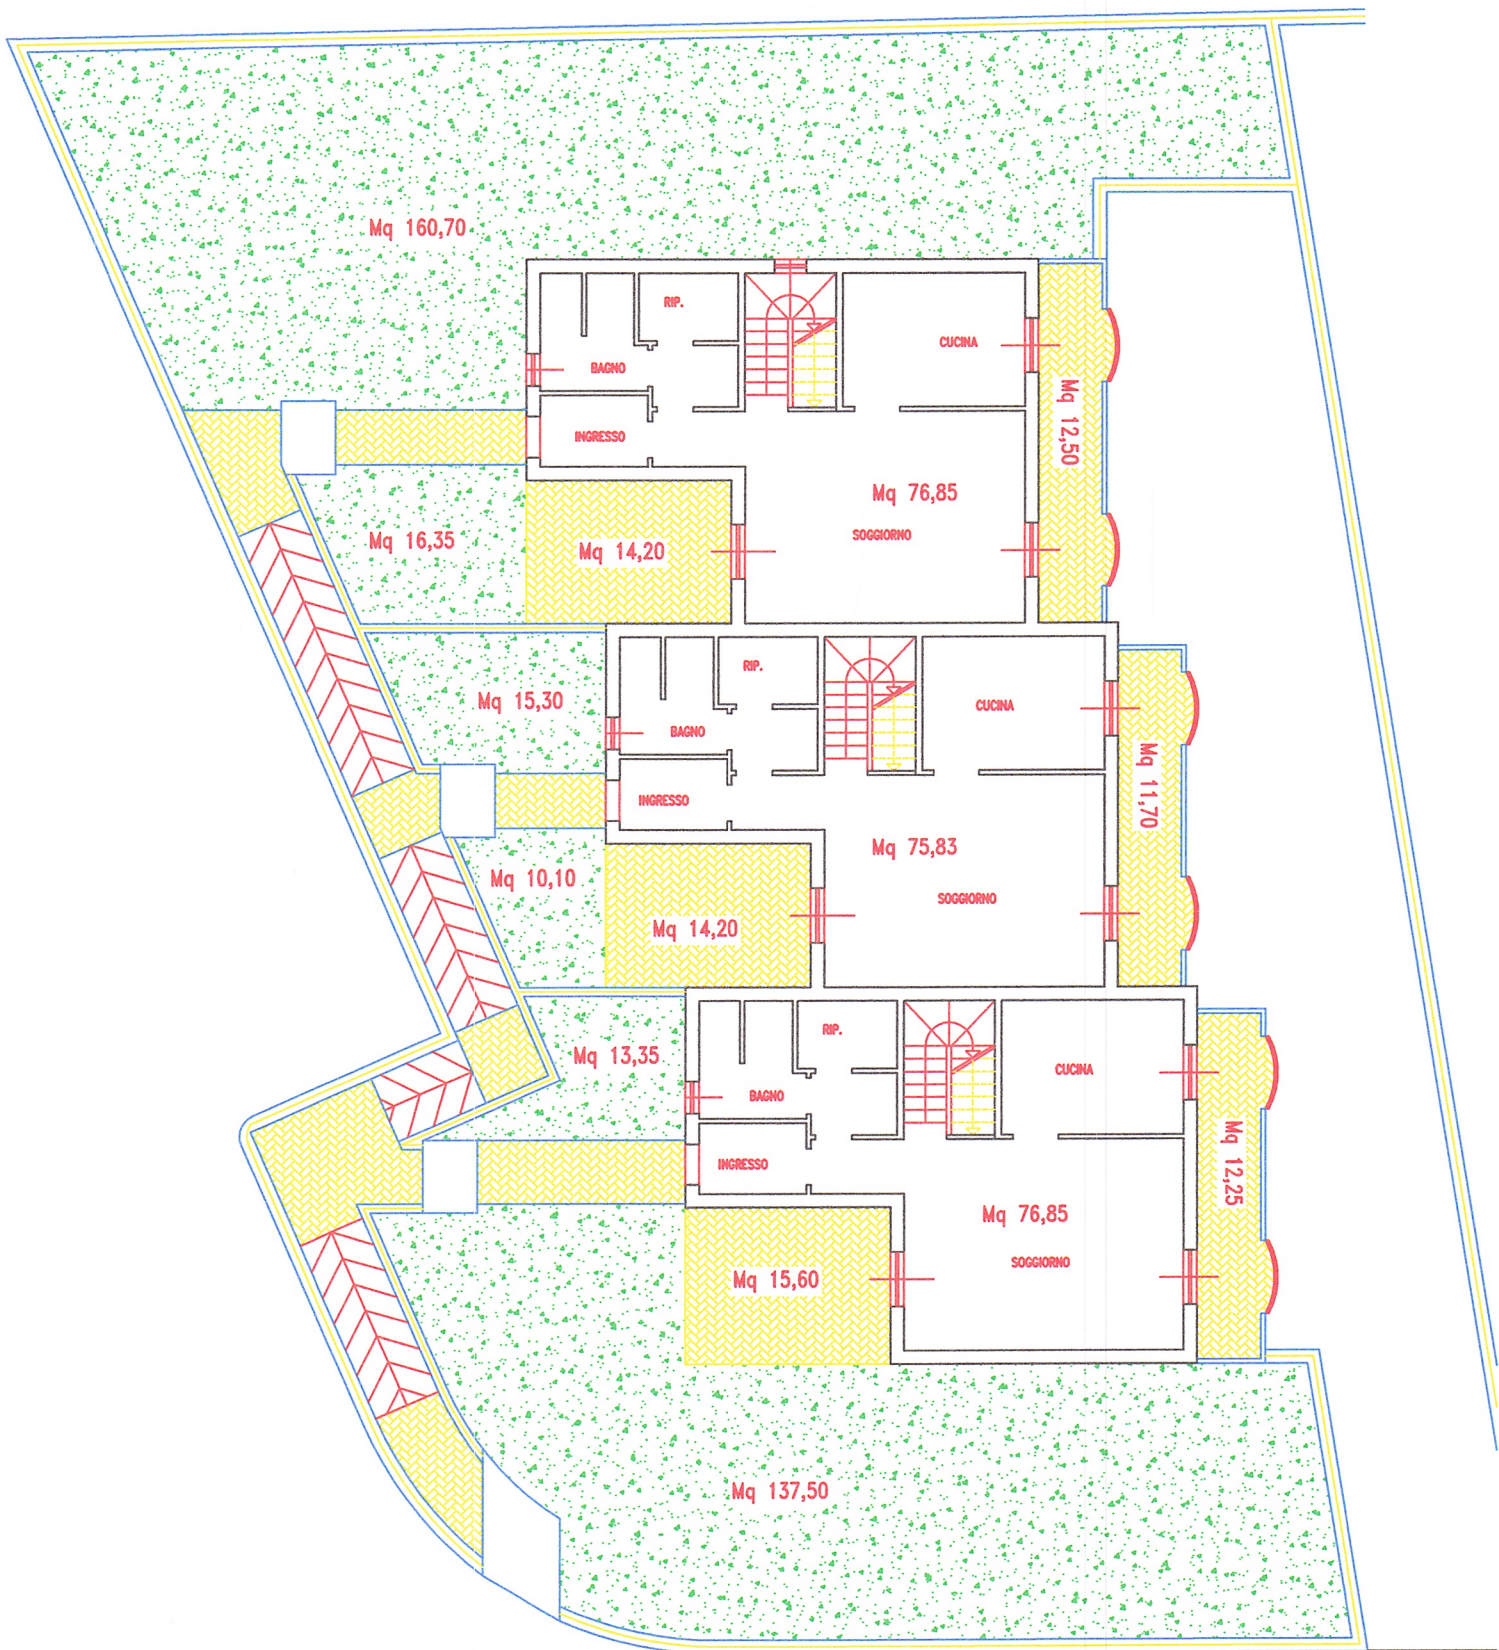 Mq 160,70
RIP.
CUCINA
BAGNO
Mq 12,50
INGRESSO
Mq 76,85
SOGGIORNO
Mq 16,35
Mq 14,20
RIP.
Mq 15,30
CUCINA
BAGNO
Mq 11,70
INGRESSO
Mq 75,83
Mq 10,10
SOGGIORNO
Mq 14,20
RIP.
Mq 13,35
CUCINA
BAGNO
Mq 12,25
INGRESSO
Mq 76,85
SOGGIORNO
Mq 15,60
Mq 137,50